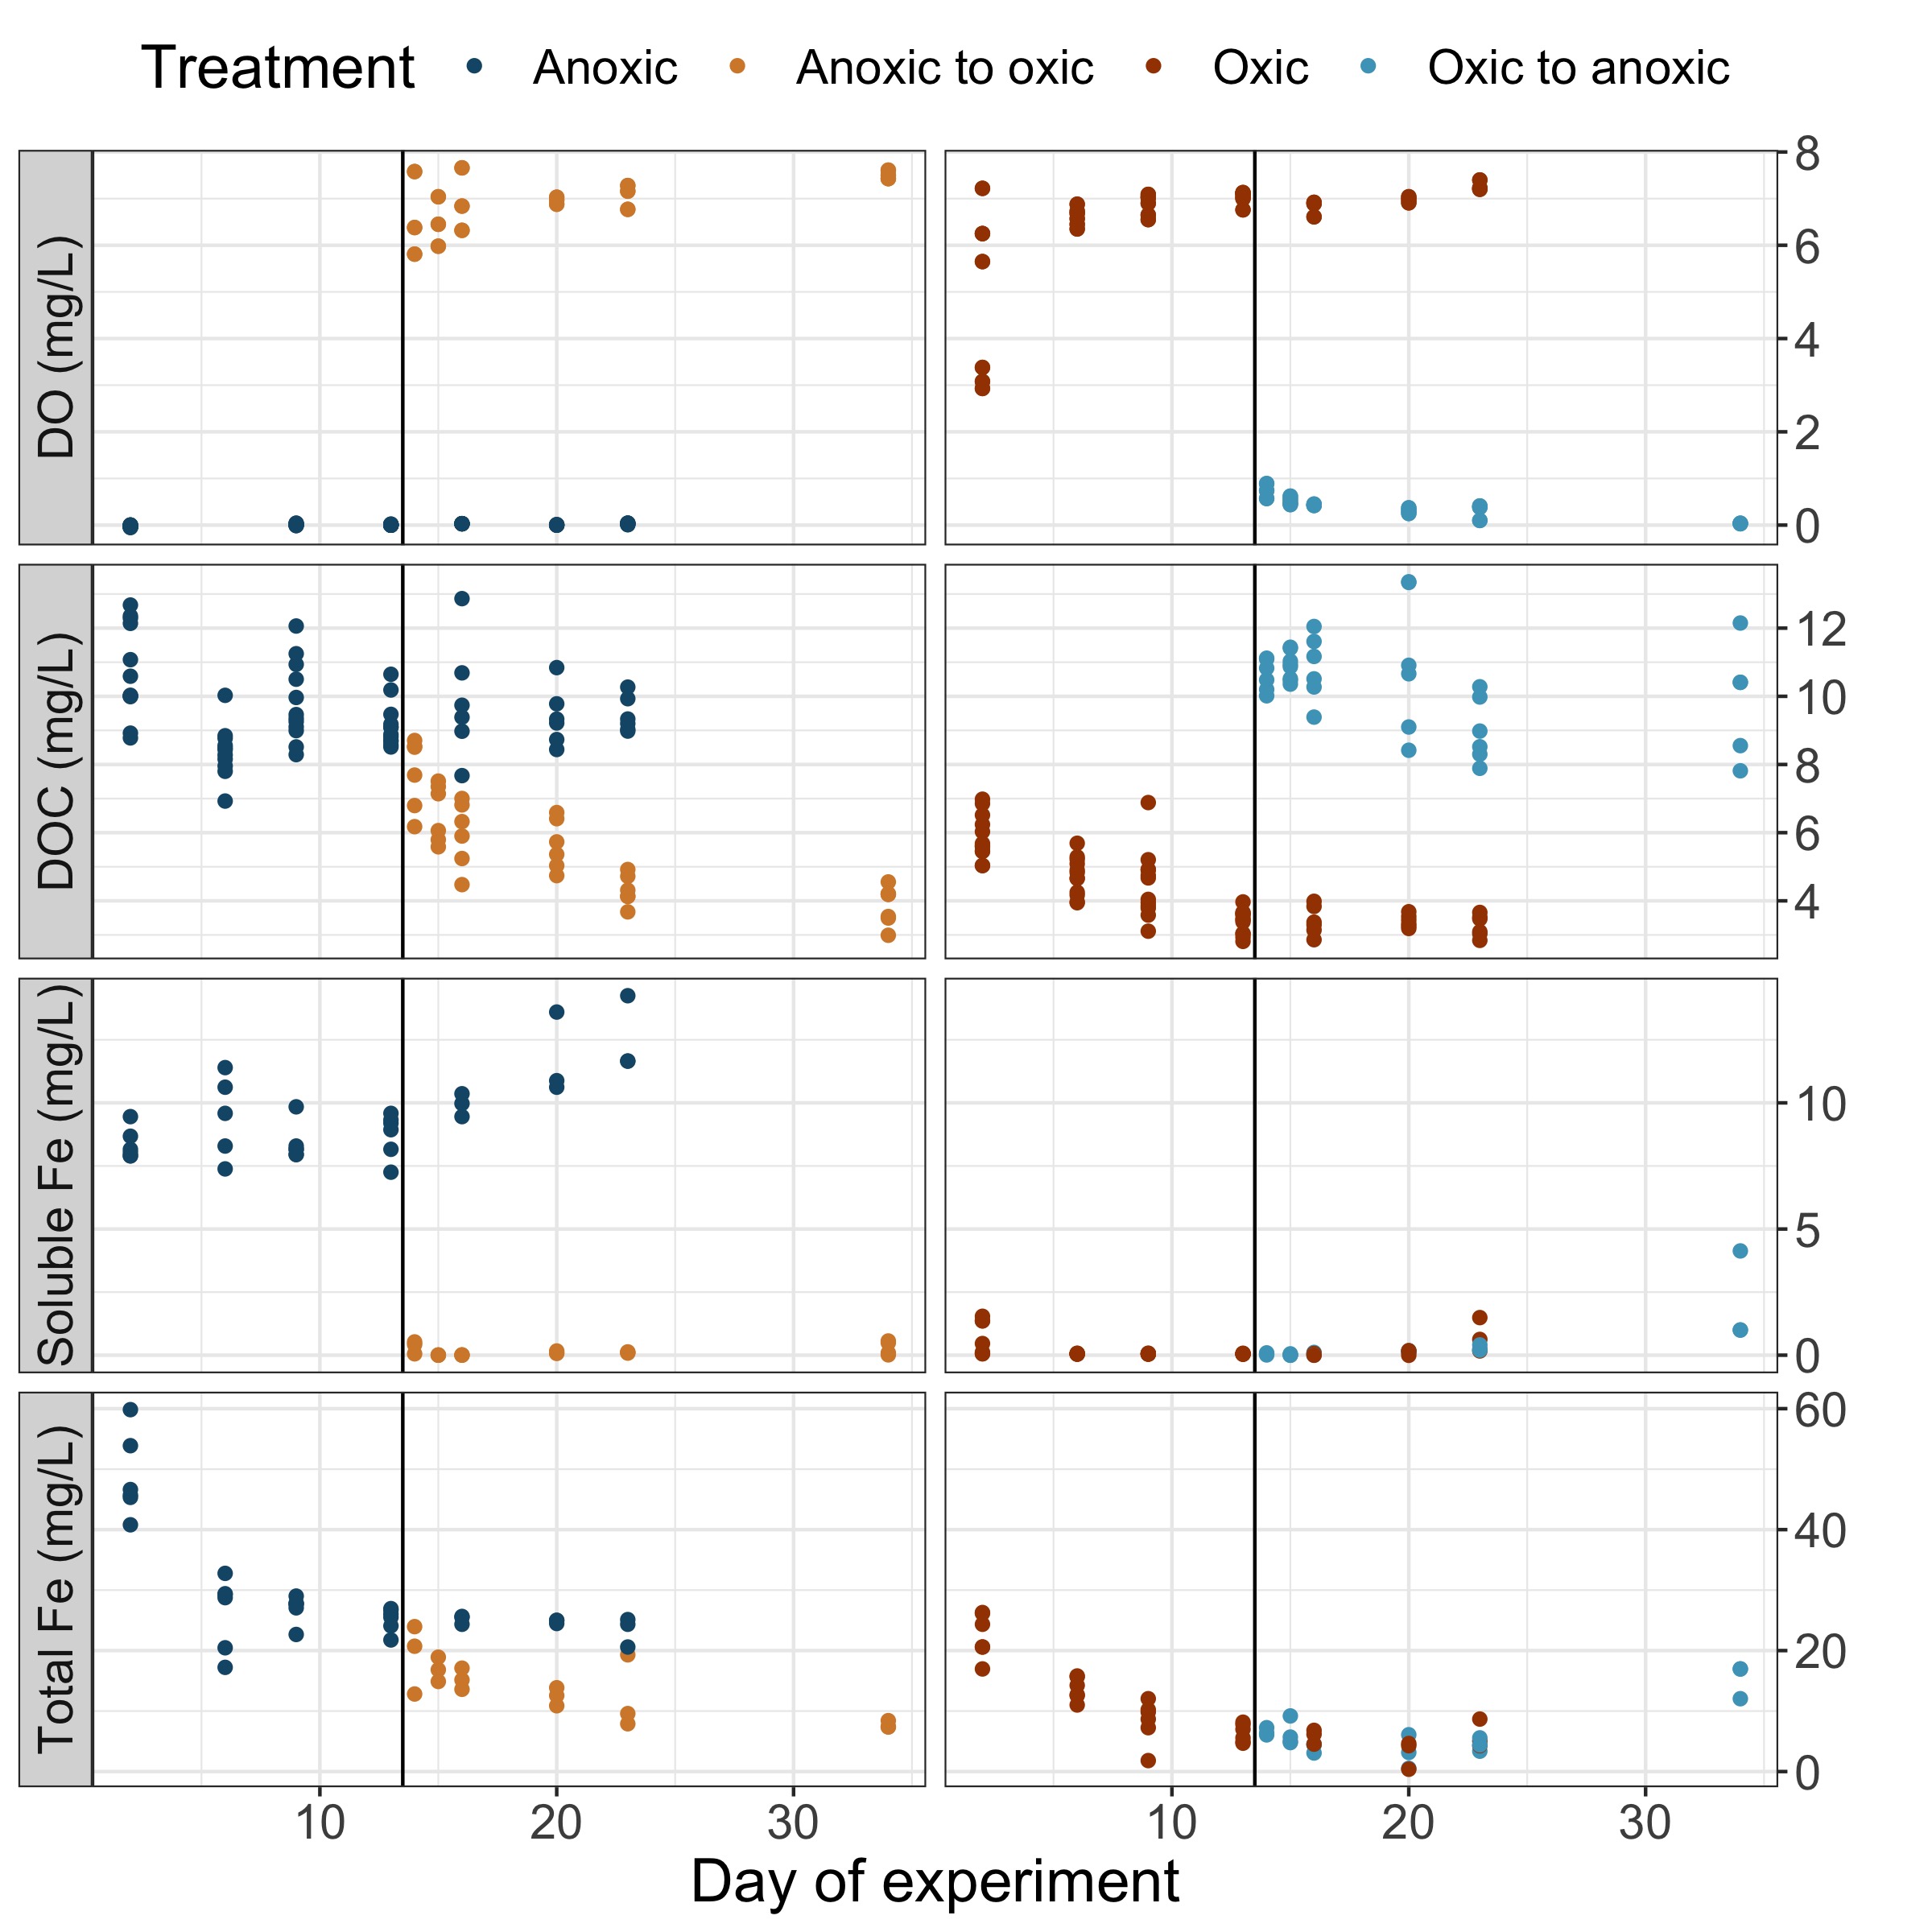 Treatment Anoxic Anoxic to oxic Oxic Oxic to anoxic
DO (mg/L)
8
6
4
2
0
DOC (mg/L)
12
10
8
6
4
Soluble Fe (mg/L)
10
5
0
Total Fe (mg/L)
60
40
20
0
10 20 30 10 20 30
Day of experiment